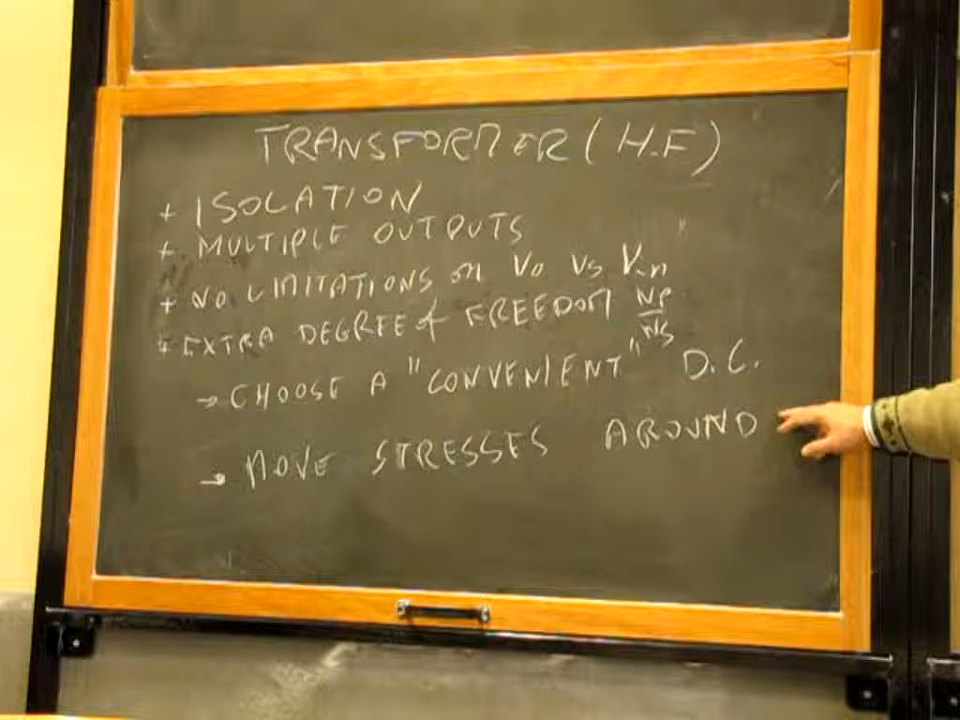 TRANSFORMER (H.F)
+ ISOLATION
+ MULTIPLE OUTPUTS
+ NO LIMITATIONS on Vo Vs Vin
+ EXTRA DEGREE of FREEDOM NP/NS
→ CHOOSE A "CONVENIENT" D.C.
→ MOVE STRESSES AROUND